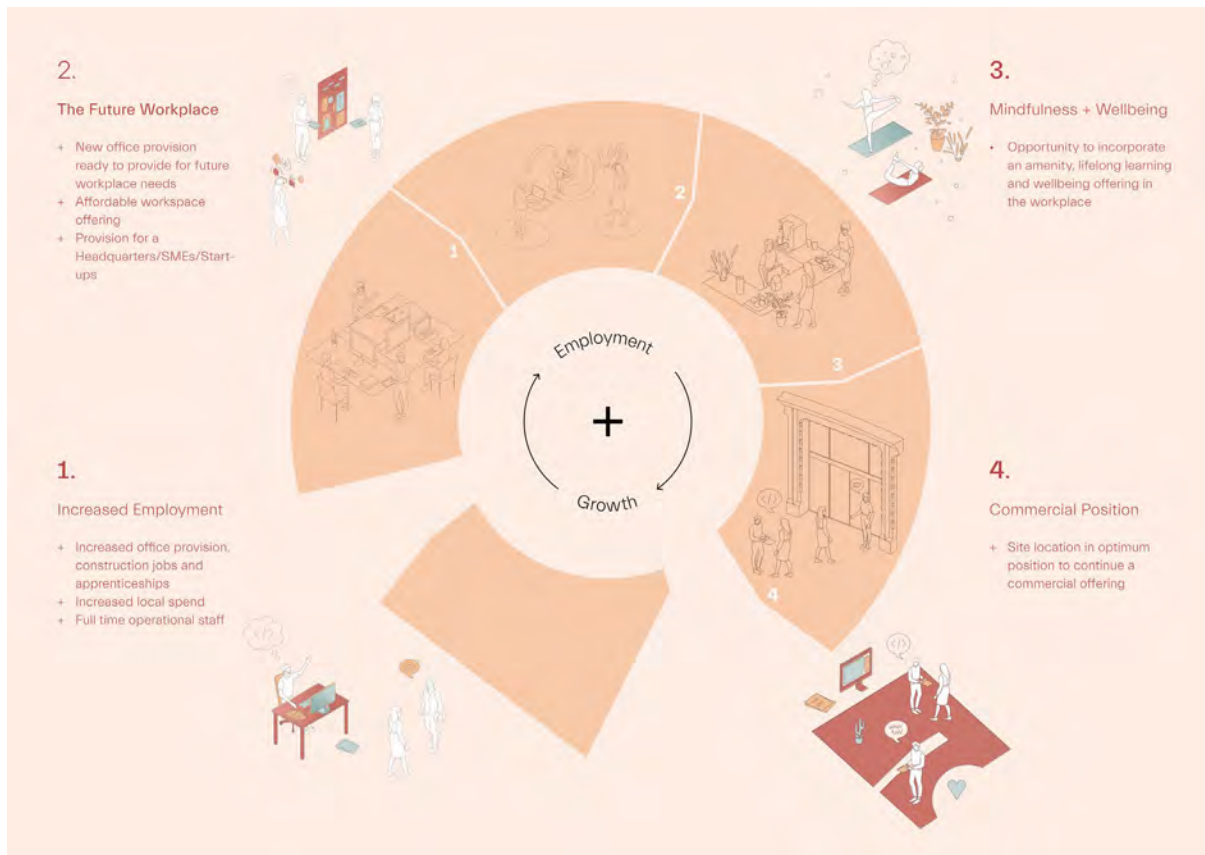 2.
The Future Workplace
+ New office provision
ready to provide for future
workplace needs
+ Affordable workspace
offering
+ Provision for a
Headquarters/SMEs/Start-
ups
1.
Increased Employment
+ Increased office provision,
construction jobs and
apprenticeships
+ Increased local spend
+ Full time operational staff
1
2
3
4
Employment
+
Growth
</>
</>
</>
3.
Mindfulness + Wellbeing
• Opportunity to incorporate
an amenity, lifelong learning
and wellbeing offering in
the workplace
4.
Commercial Position
+ Site location in optimum
position to continue a
commercial offering